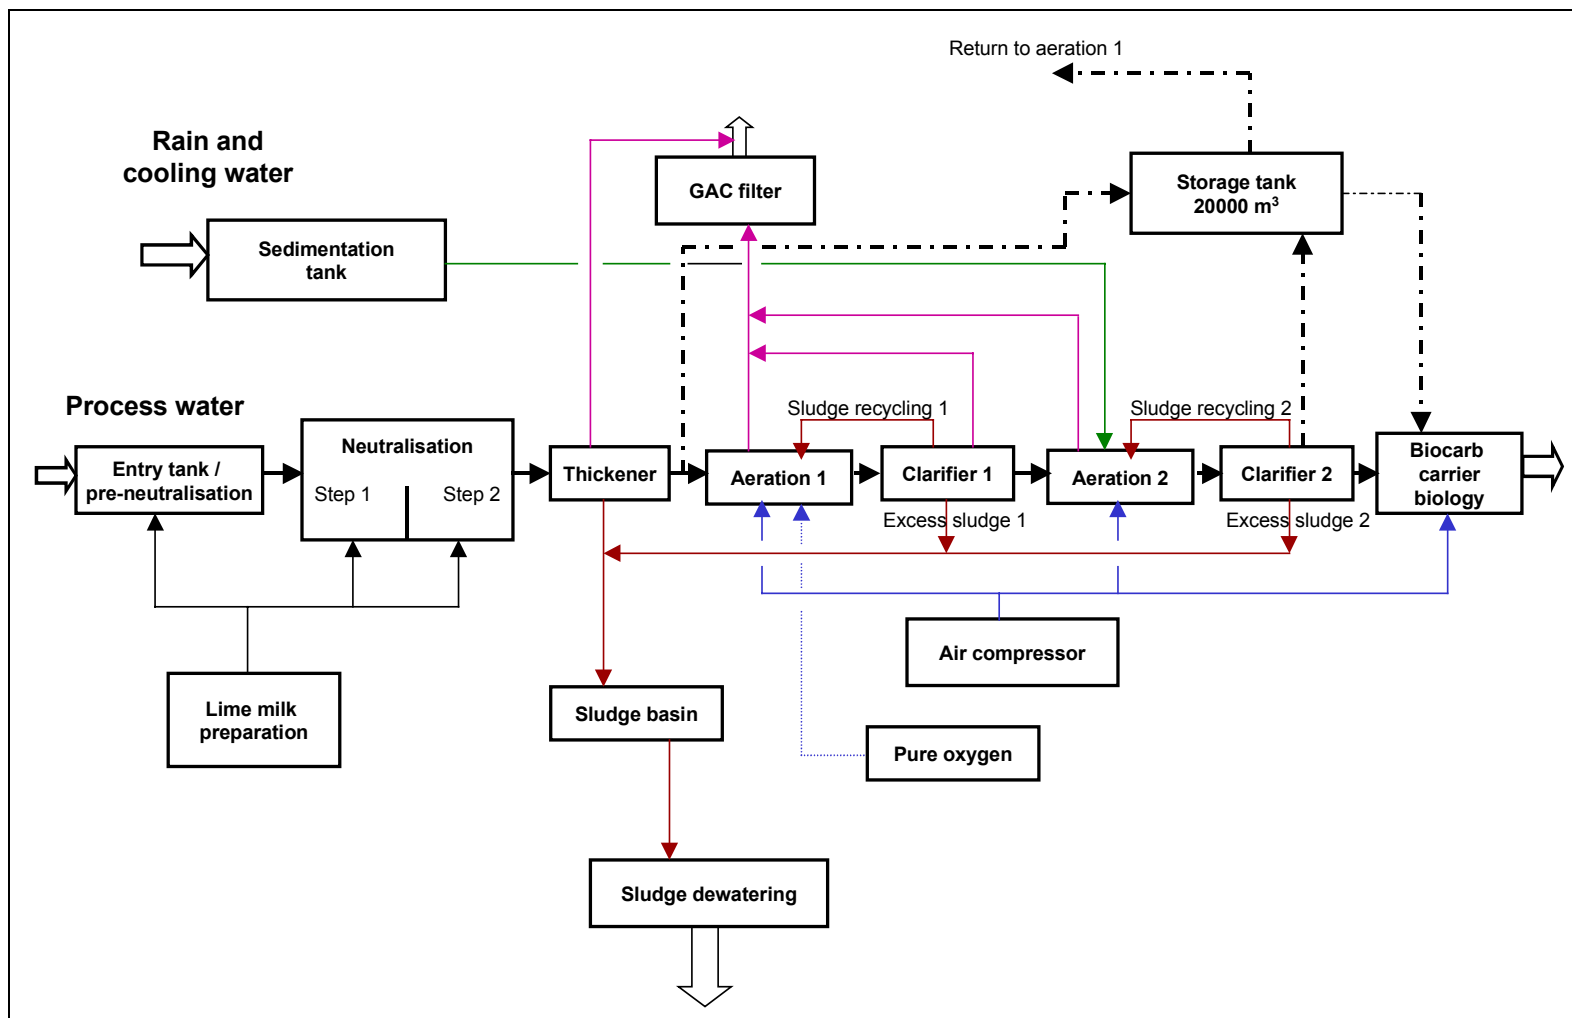 Return to aeration 1
Rain and
cooling water
GAC filter
Storage tank
20000 m³
Sedimentation
tank
Process water
Sludge recycling 1
Sludge recycling 2
Neutralisation
Step 1
Step 2
Entry tank /
pre-neutralisation
Thickener
Aeration 1
Clarifier 1
Aeration 2
Clarifier 2
Biocarb
carrier
biology
Excess sludge 1
Excess sludge 2
Air compressor
Lime milk
preparation
Sludge basin
Pure oxygen
Sludge dewatering